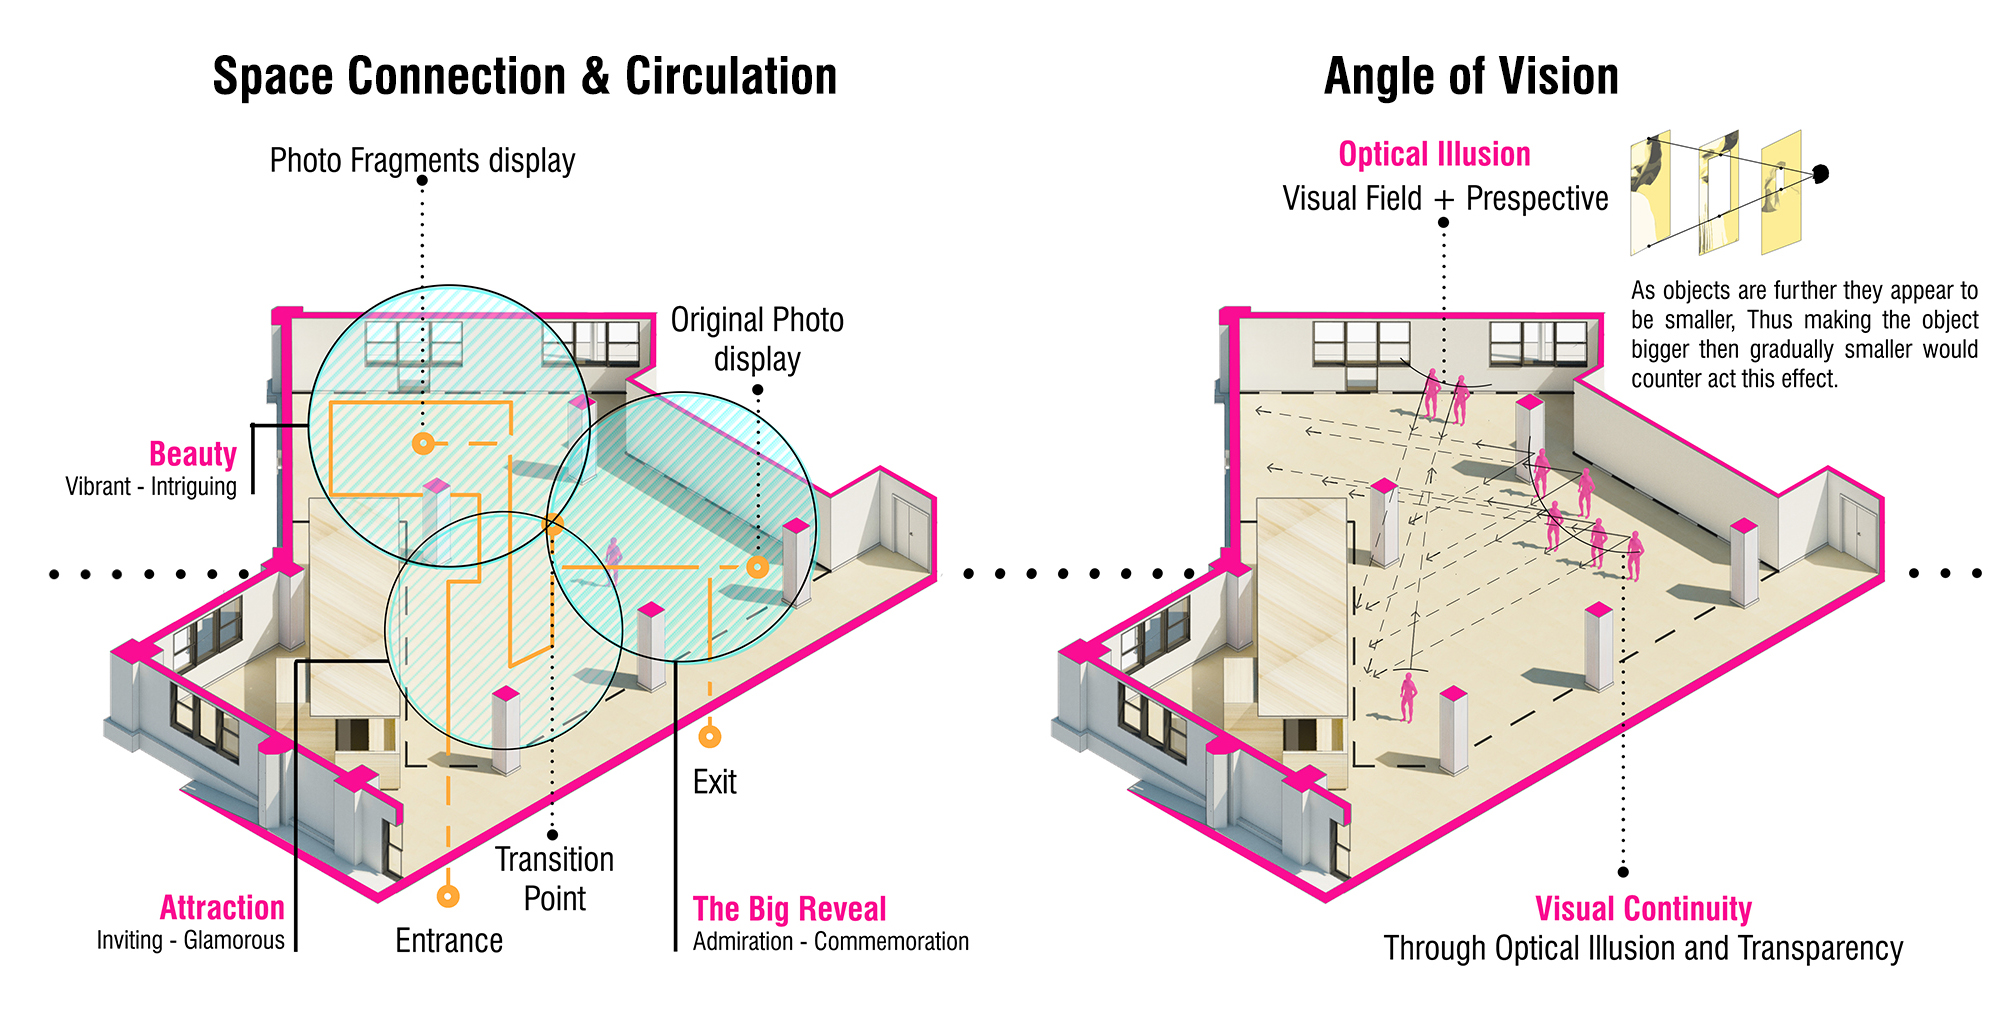 Space Connection & Circulation
Photo Fragments display
Original Photo
display
Beauty
Vibrant - Intriguing
Attraction
Inviting - Glamorous
Entrance
Transition
Point
Exit
The Big Reveal
Admiration - Commemoration
Angle of Vision
Optical Illusion
Visual Field + Prespective
As objects are further they appear to
be smaller, Thus making the object
bigger then gradually smaller would
counter act this effect.
Visual Continuity
Through Optical Illusion and Transparency